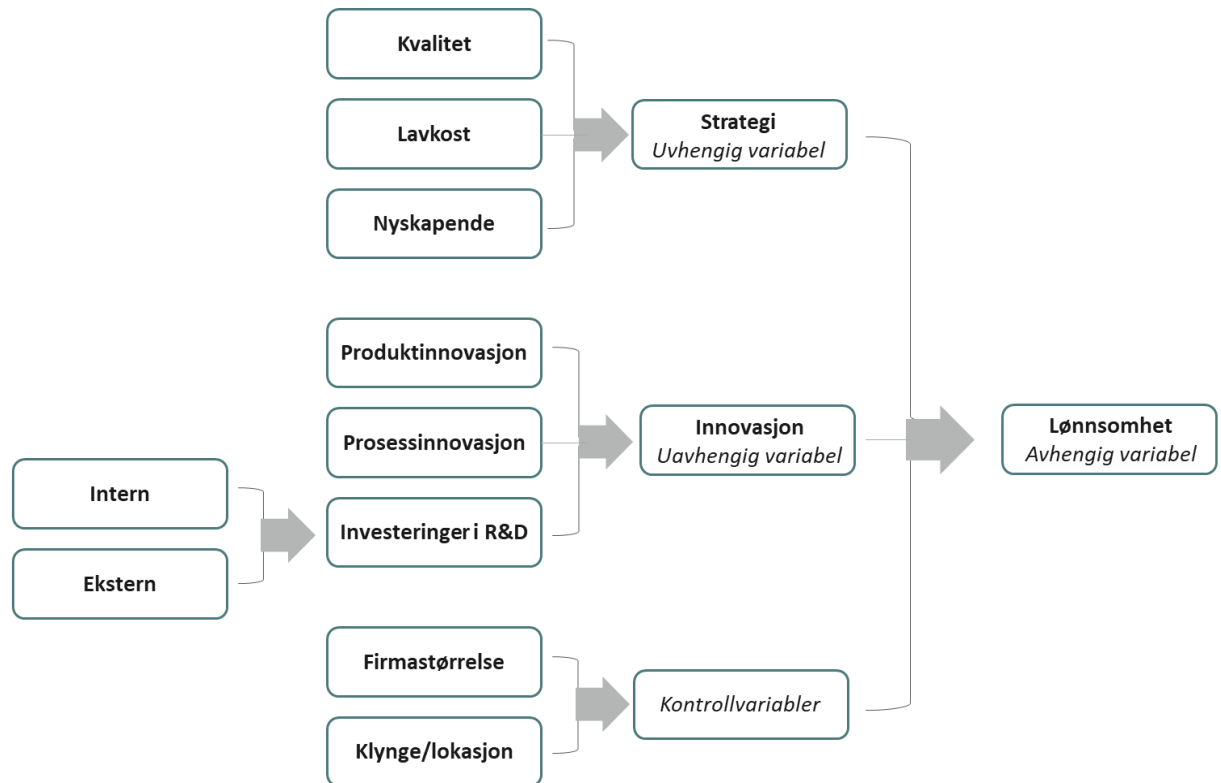 Kvalitet
Lavkost
Nyskapende
Strategi
Uvhengig variabel
Produktinnovasjon
Prosessinnovasjon
Investeringer i R&D
Innovasjon
Uavhengig variabel
Lønnsomhet
Avhengig variabel
Intern
Ekstern
Firmastørrelse
Klynge/lokasjon
Kontrollvariabler